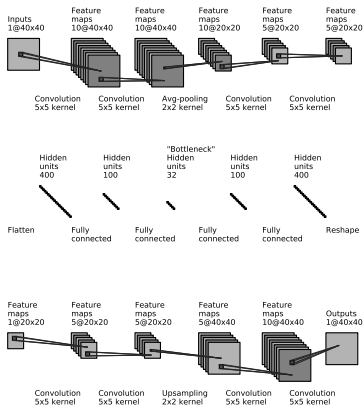 Inputs
1@40x40
Feature
maps
10@40x40
Feature
maps
10@40x40
Feature
maps
10@20x20
Feature
maps
5@20x20
Feature
maps
5@20x20
Convolution
5x5 kernel
Convolution
5x5 kernel
Avg-pooling
2x2 kernel
Convolution
5x5 kernel
Convolution
5x5 kernel
Hidden
units
400
Hidden
units
100
"Bottleneck"
Hidden
units
32
Hidden
units
100
Hidden
units
400
Flatten
Fully
connected
Fully
connected
Fully
connected
Fully
connected
Reshape
Feature
maps
1@20x20
Feature
maps
5@20x20
Feature
maps
5@20x20
Feature
maps
5@40x40
Feature
maps
10@40x40
Outputs
1@40x40
Convolution
5x5 kernel
Convolution
5x5 kernel
Upsampling
2x2 kernel
Convolution
5x5 kernel
Convolution
5x5 kernel